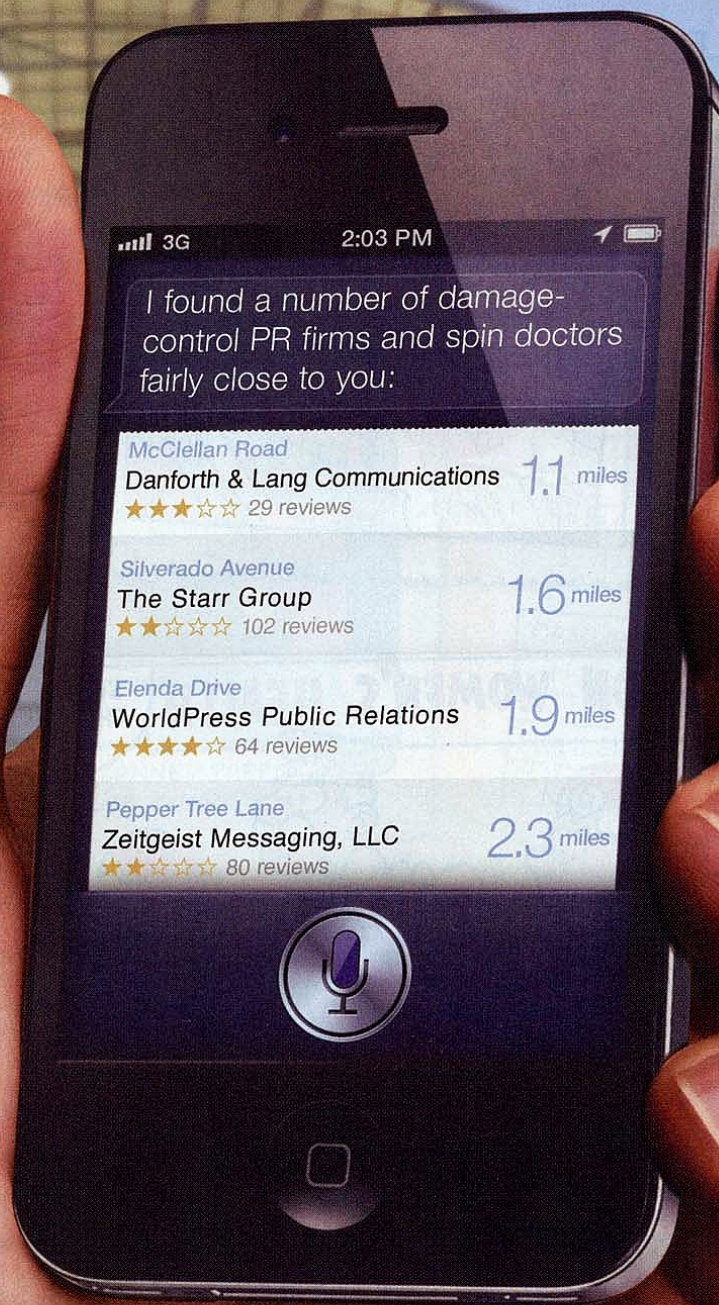 3G 2:03 PM
I found a number of damage-
control PR firms and spin doctors
fairly close to you:
McClellan Road
Danforth & Lang Communications 1.1 miles
29 reviews
Silverado Avenue
The Starr Group 1.6 miles
102 reviews
Elenda Drive
WorldPress Public Relations 1.9 miles
64 reviews
Pepper Tree Lane
Zeitgeist Messaging, LLC 2.3 miles
80 reviews